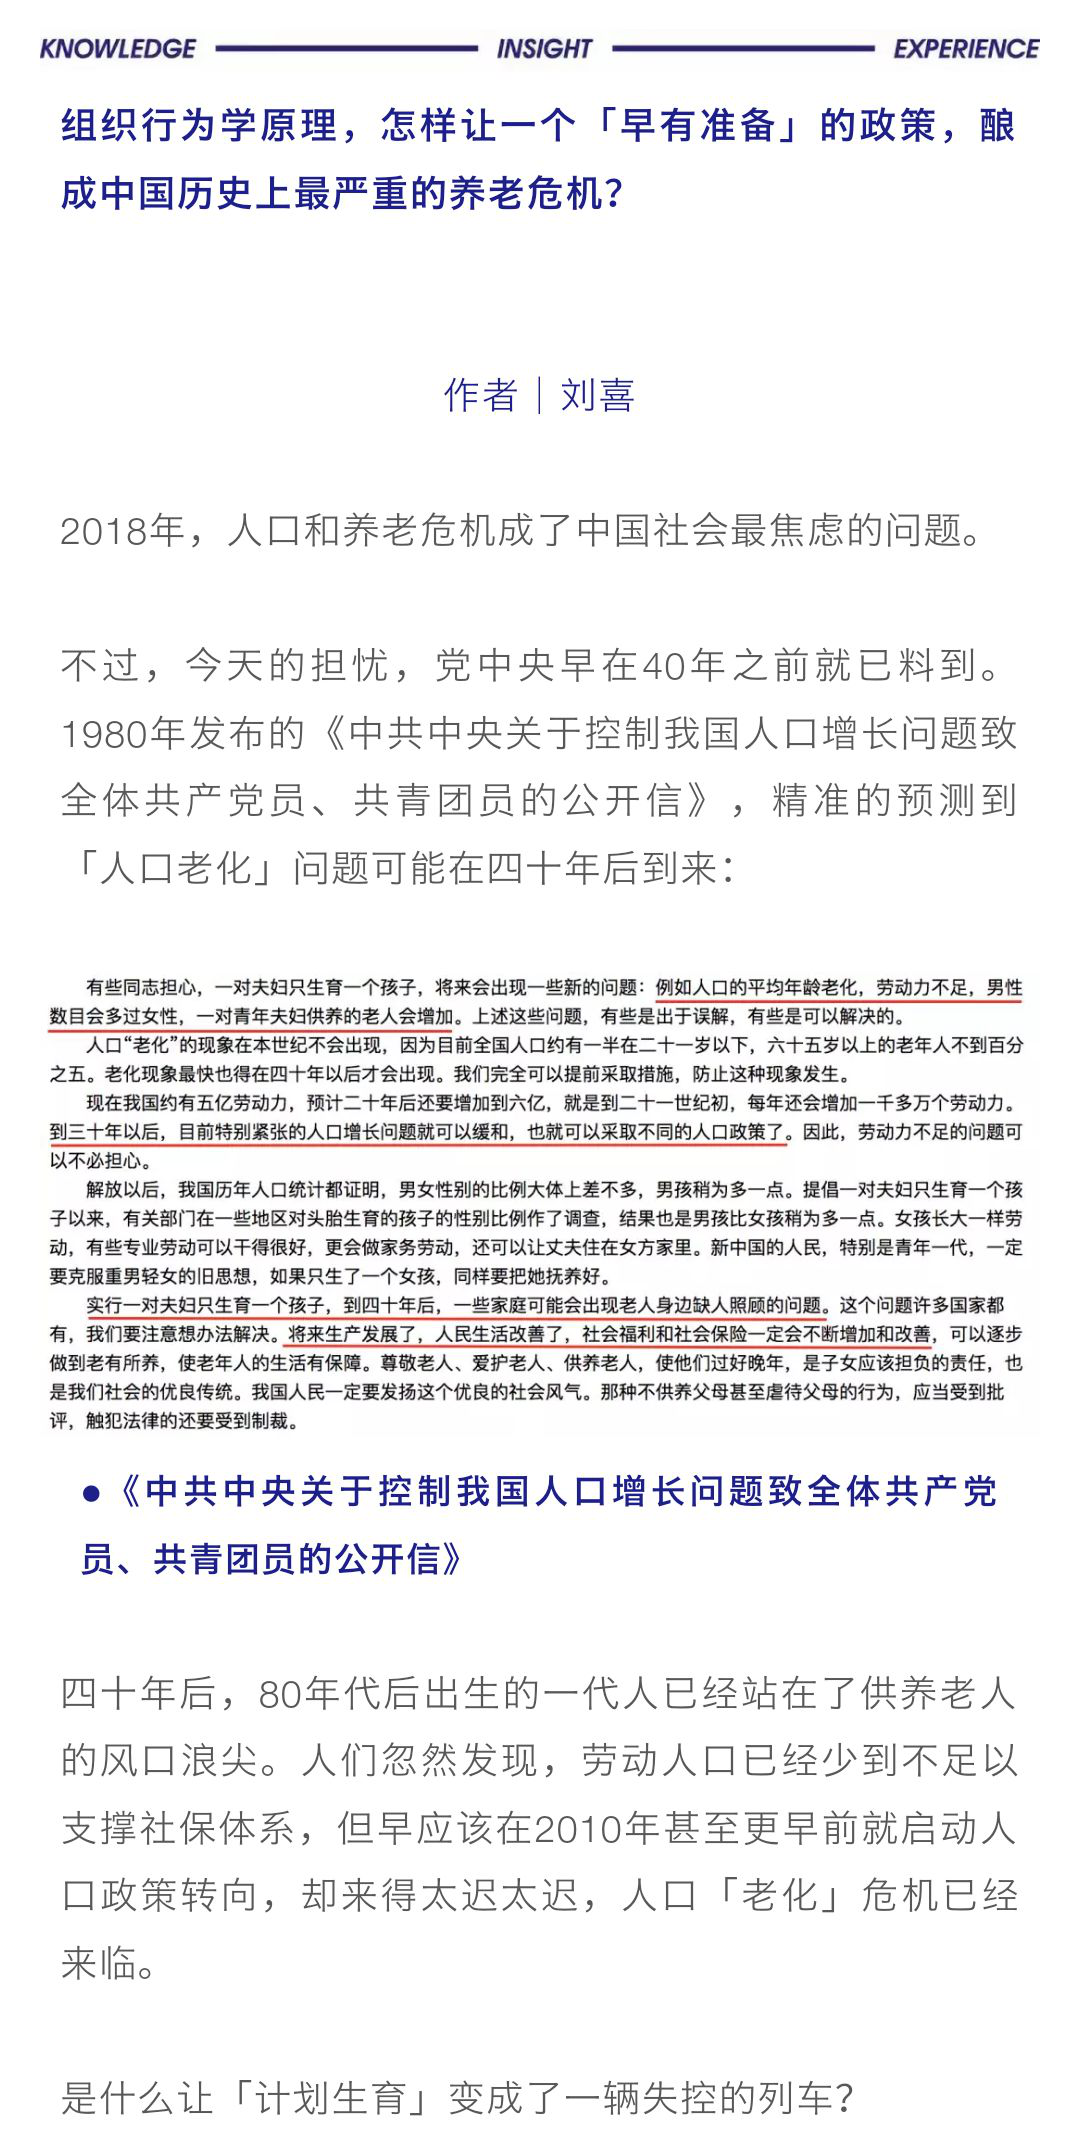 KNOWLEDGE INSIGHT EXPERIENCE
组织行为学原理，怎样让一个「早有准备」的政策，酿
成中国历史上最严重的养老危机？
作者｜刘喜
2018年，人口和养老危机成了中国社会最焦虑的问题。
不过，今天的担忧，党中央早在40年之前就已料到。
1980年发布的《中共中央关于控制我国人口增长问题致
全体共产党员、共青团员的公开信》，精准的预测到
「人口老化」问题可能在四十年后到来：
有些同志担心，一对夫妇只生育一个孩子，将来会出现一些新的问题：例如人口的平均年龄老化，劳动力不足，男性
数目会多过女性，一对青年夫妇供养的老人会增加。上述这些问题，有些是出于误解，有些是可以解决的。
人口“老化”的现象在本世纪不会出现，因为目前全国人口约有一半在二十一岁以下，六十五岁以上的老年人不到百分
之五。老化现象最快也得在四十年以后才会出现。我们完全可以提前采取措施，防止这种现象发生。
现在我国约有五亿劳动力，预计二十年后还要增加到六亿，就是到二十一世纪初，每年还会增加一千多万个劳动力。
到三十年以后，目前特别紧张的人口增长问题就可以缓和，也就可以采取不同的人口政策了。因此，劳动力不足的问题可
以不必担心。
解放以后，我国历年人口统计都证明，男女性别的比例大体上差不多，男孩稍为多一点。提倡一对夫妇只生育一个孩
子以来，有关部门在一些地区对头胎生育的孩子的性别比例作了调查，结果也是男孩比女孩稍为多一点。女孩长大一样劳
动，有些专业劳动可以干得很好，更会做家务劳动，还可以让丈夫住在女方家里。新中国的人民，特别是青年一代，一定
要克服重男轻女的旧思想，如果只生了一个女孩，同样要把她抚养好。
实行一对夫妇只生育一个孩子，到四十年后，一些家庭可能会出现老人身边缺人照顾的问题。这个问题许多国家都
有，我们要注意想办法解决。将来生产发展了，人民生活改善了，社会福利和社会保险一定会不断增加和改善，可以逐步
做到老有所养，使老年人的生活有保障。尊敬老人、爱护老人、供养老人，使他们过好晚年，是子女应该担负的责任，也
是我们社会的优良传统。我国人民一定要发扬这个优良的社会风气。那种不供养父母甚至虐待父母的行为，应当受到批
评，触犯法律的还要受到制裁。
●《中共中央关于控制我国人口增长问题致全体共产党
员、共青团员的公开信》
四十年后，80年代后出生的一代人已经站在了供养老人
的风口浪尖。人们忽然发现，劳动人口已经少到不足以
支撑社保体系，但早应该在2010年甚至更早前就启动人
口政策转向，却来得太迟太迟，人口「老化」危机已经
来临。
是什么让「计划生育」变成了一辆失控的列车？